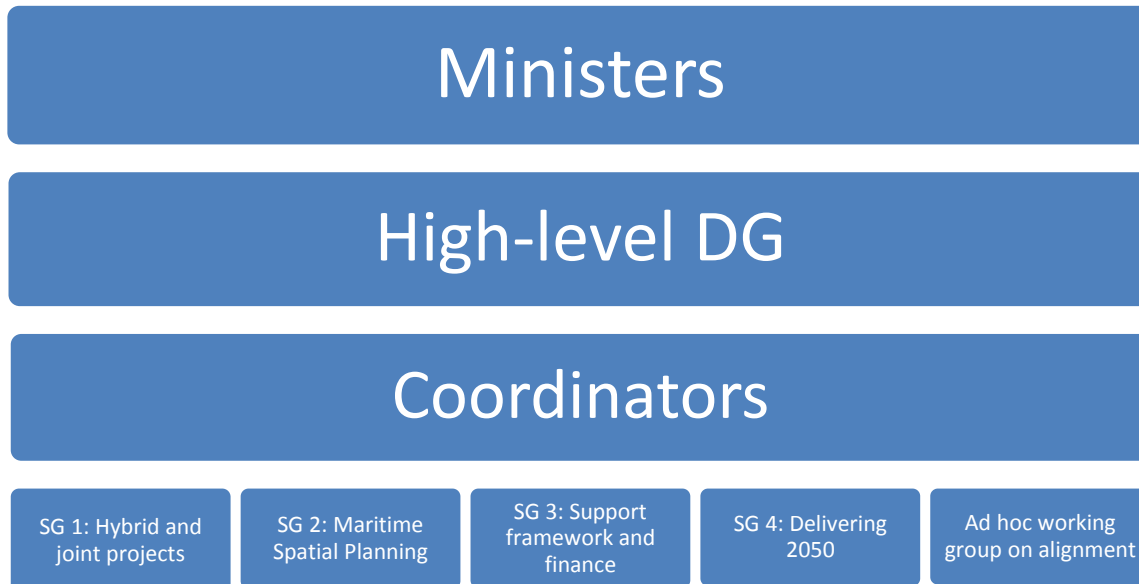 Ministers
High-level DG
Coordinators
SG 1: Hybrid and
joint projects
SG 2: Maritime
Spatial Planning
SG 3: Support
framework and
finance
SG 4: Delivering
2050
Ad hoc working
group on alignment